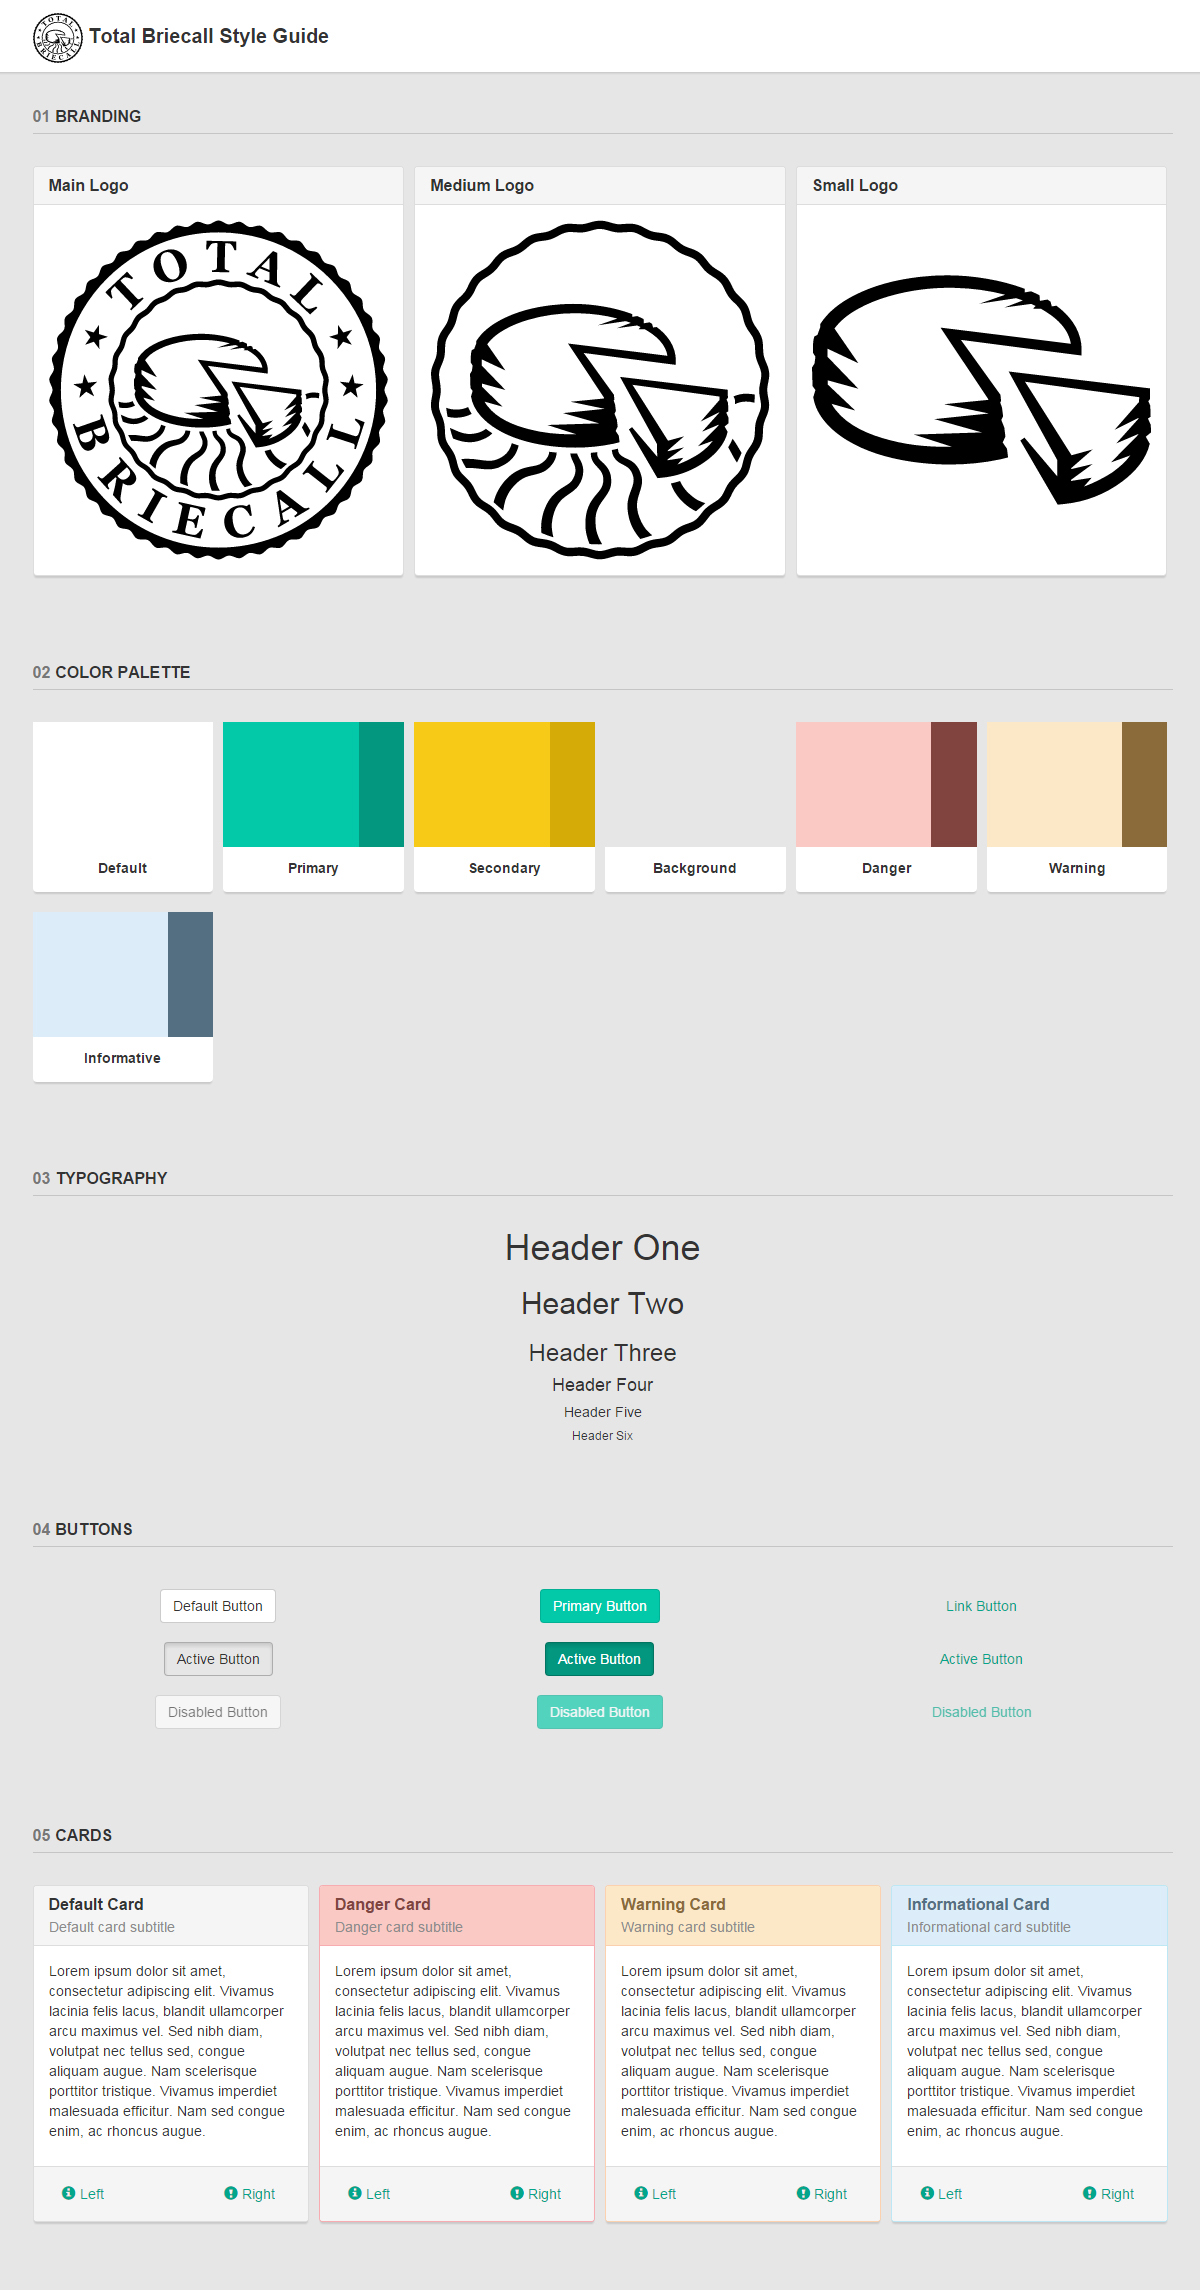 TOTAL
BRIECALL
Total Briecall Style Guide
01 BRANDING
Main Logo
Medium Logo
Small Logo
TOTAL
BRIECALL
02 COLOR PALETTE
Default
Primary
Secondary
Background
Danger
Warning
Informative
03 TYPOGRAPHY
Header One
Header Two
Header Three
Header Four
Header Five
Header Six
04 BUTTONS
Default Button
Primary Button
Link Button
Active Button
Active Button
Active Button
Disabled Button
Disabled Button
Disabled Button
05 CARDS
Default Card
Default card subtitle
Lorem ipsum dolor sit amet,
consectetur adipiscing elit. Vivamus
lacinia felis lacus, blandit ullamcorper
arcu maximus vel. Sed nibh diam,
volutpat nec tellus sed, congue
aliquam augue. Nam scelerisque
porttitor tristique. Vivamus imperdiet
malesuada efficitur. Nam sed congue
enim, ac rhoncus augue.
Left
Right
Danger Card
Danger card subtitle
Lorem ipsum dolor sit amet,
consectetur adipiscing elit. Vivamus
lacinia felis lacus, blandit ullamcorper
arcu maximus vel. Sed nibh diam,
volutpat nec tellus sed, congue
aliquam augue. Nam scelerisque
porttitor tristique. Vivamus imperdiet
malesuada efficitur. Nam sed congue
enim, ac rhoncus augue.
Left
Right
Warning Card
Warning card subtitle
Lorem ipsum dolor sit amet,
consectetur adipiscing elit. Vivamus
lacinia felis lacus, blandit ullamcorper
arcu maximus vel. Sed nibh diam,
volutpat nec tellus sed, congue
aliquam augue. Nam scelerisque
porttitor tristique. Vivamus imperdiet
malesuada efficitur. Nam sed congue
enim, ac rhoncus augue.
Left
Right
Informational Card
Informational card subtitle
Lorem ipsum dolor sit amet,
consectetur adipiscing elit. Vivamus
lacinia felis lacus, blandit ullamcorper
arcu maximus vel. Sed nibh diam,
volutpat nec tellus sed, congue
aliquam augue. Nam scelerisque
porttitor tristique. Vivamus imperdiet
malesuada efficitur. Nam sed congue
enim, ac rhoncus augue.
Left
Right